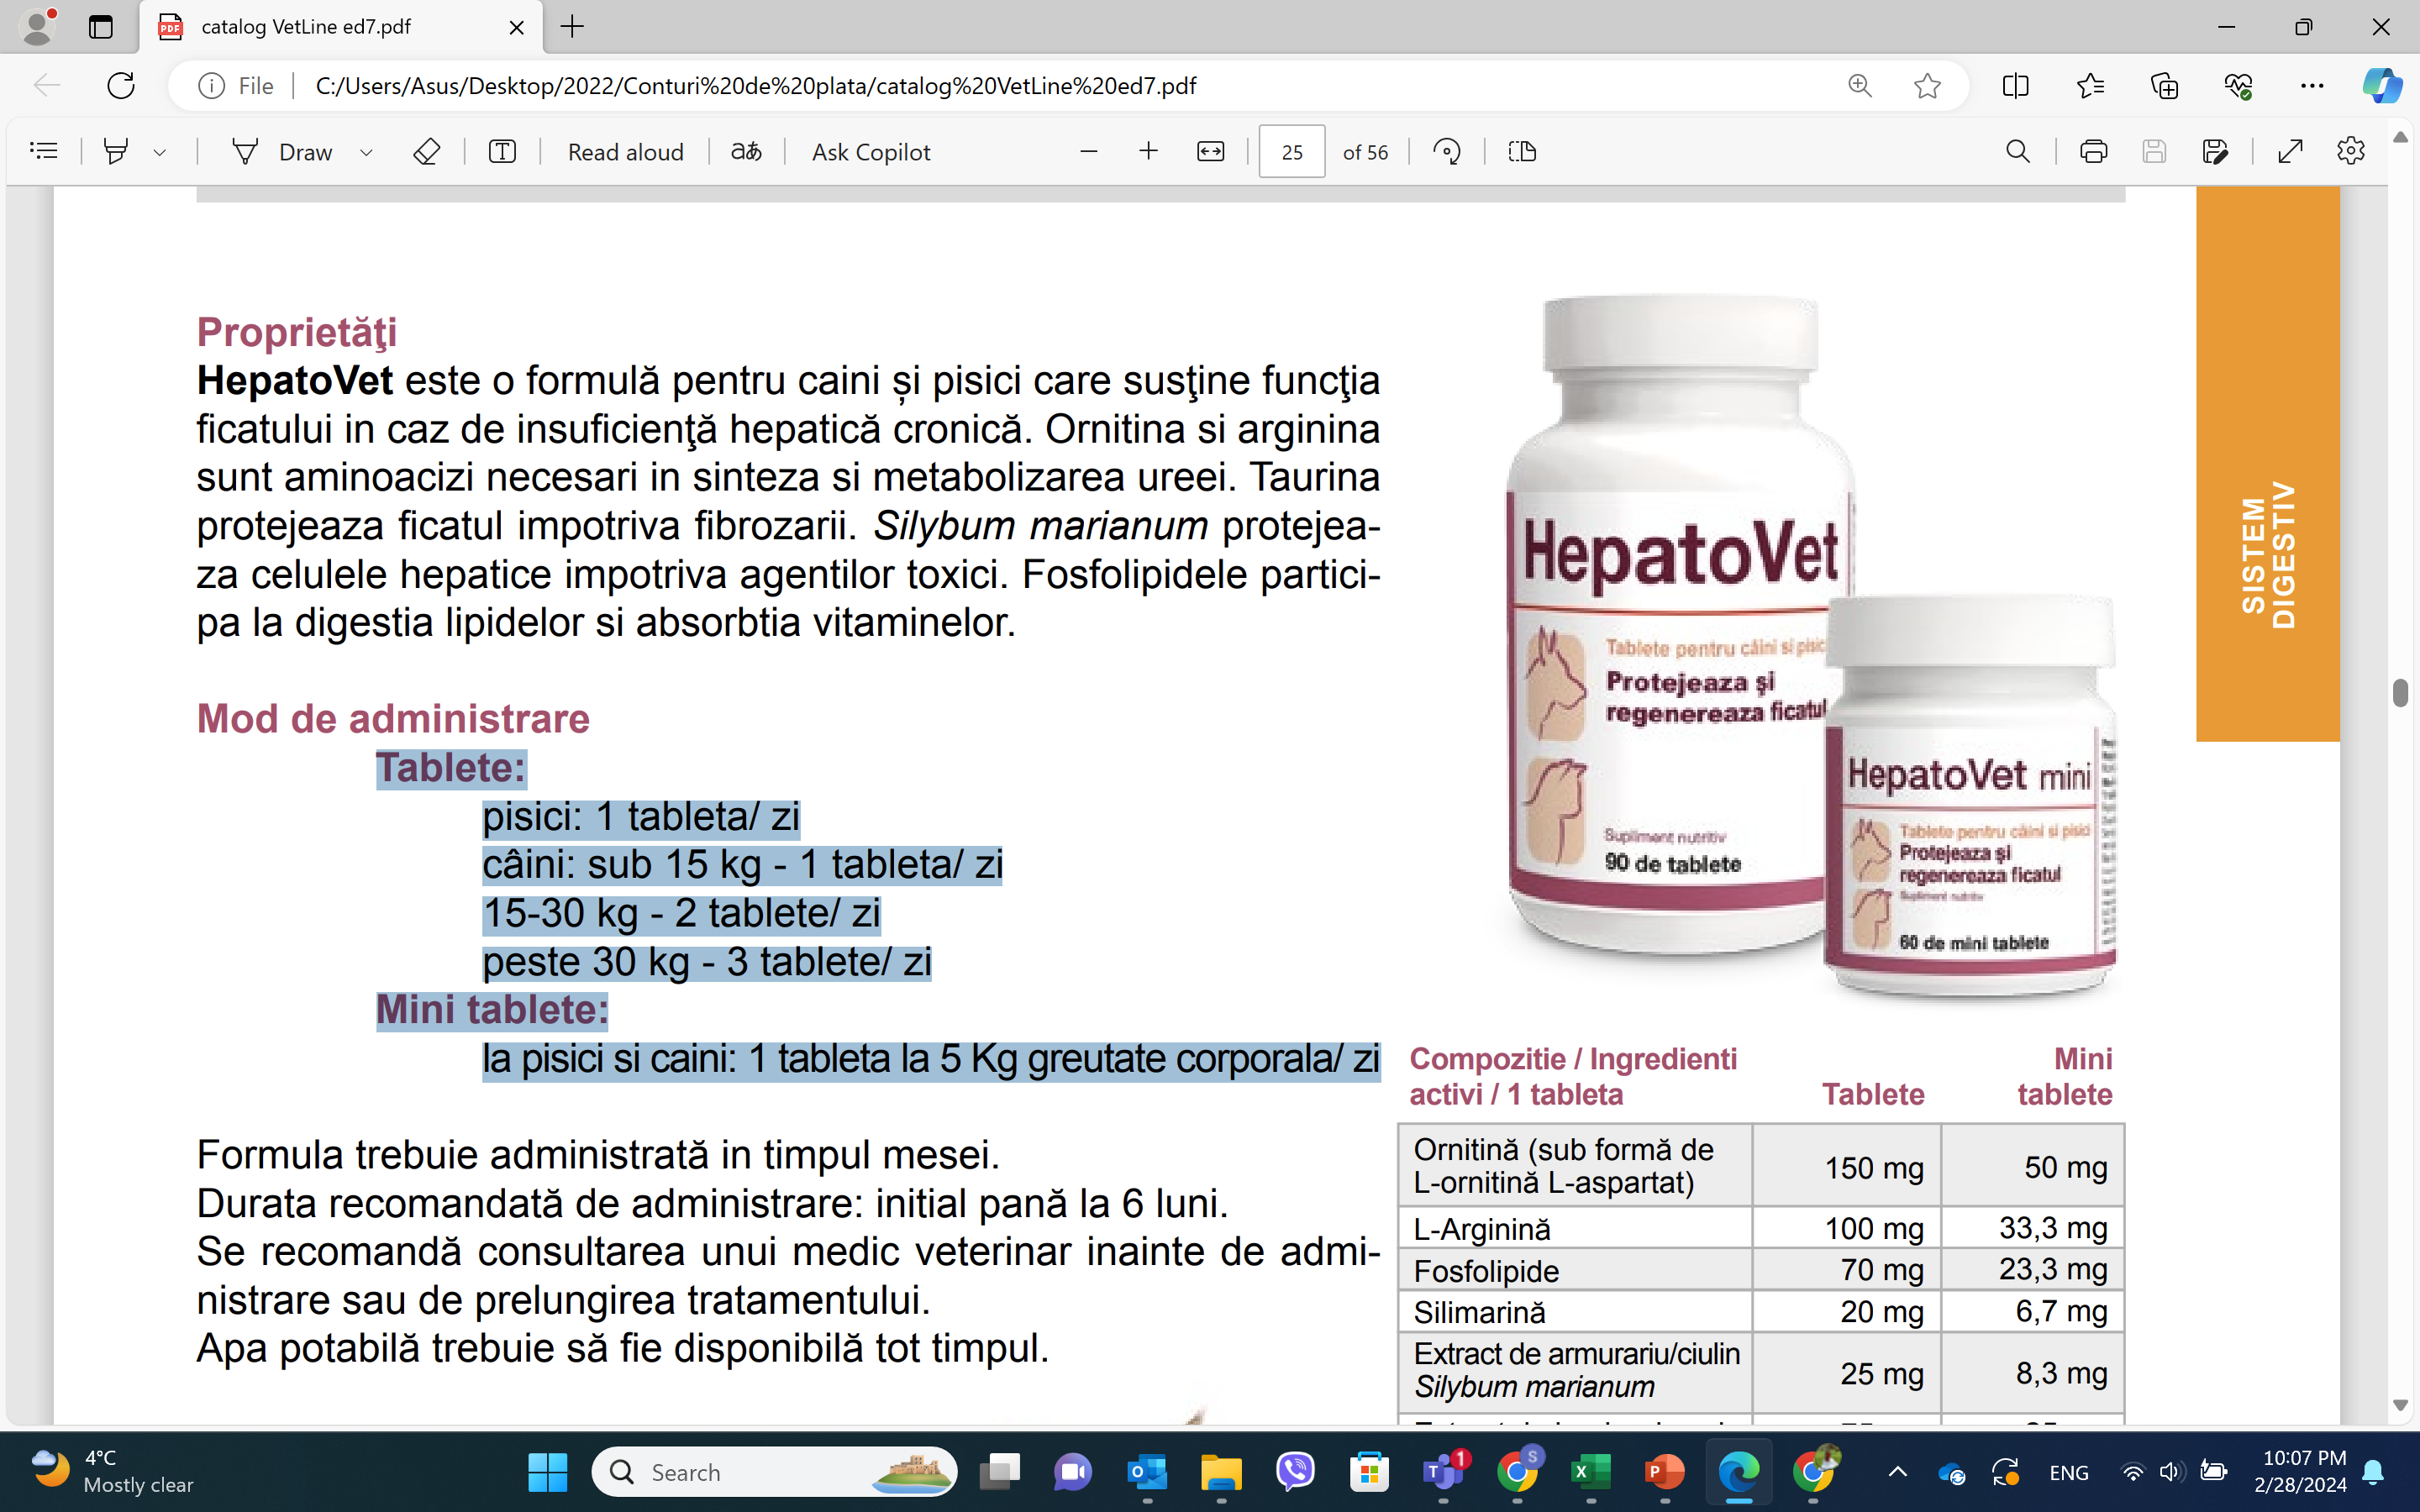 catalog VetLine ed7.pdf
File
C:/Users/Asus/Desktop/2022/Conturi%20de%20plata/catalog%20VetLine%20ed7.pdf
Draw
Read aloud
aあ
Ask Copilot
25 of 56
Proprietăţi
HepatoVet este o formulă pentru caini și pisici care susţine funcţia
ficatului in caz de insuficienţă hepatică cronică. Ornitina si arginina
sunt aminoacizi necesari in sinteza si metabolizarea ureei. Taurina
protejeaza ficatul impotriva fibrozarii. Silybum marianum protejea-
za celulele hepatice impotriva agentilor toxici. Fosfolipidele partici-
pa la digestia lipidelor si absorbtia vitaminelor.
Mod de administrare
Tablete:
pisici: 1 tableta/ zi
câini: sub 15 kg - 1 tableta/ zi
15-30 kg - 2 tablete/ zi
peste 30 kg - 3 tablete/ zi
Mini tablete:
la pisici si caini: 1 tableta la 5 Kg greutate corporala/ zi
Formula trebuie administrată in timpul mesei.
Durata recomandată de administrare: initial pană la 6 luni.
Se recomandă consultarea unui medic veterinar inainte de admi-
nistrare sau de prelungirea tratamentului.
Apa potabilă trebuie să fie disponibilă tot timpul.
HepatoVet
Tablete pentru câini si pisici
Protejeaza şi
regenereaza ficatul
Supliment nutritiv
90 de tablete
HepatoVet mini
Tablete pentru câini si pisici
Protejeaza şi
regenereaza ficatul
Supliment nutritiv
60 de mini tablete
SISTEM
DIGESTIV
Compozitie / Ingredienti
activi / 1 tableta
Tablete
Mini
tablete
Ornitină (sub formă de
L-ornitină L-aspartat)
150 mg
50 mg
L-Arginină 100 mg 33,3 mg
Fosfolipide 70 mg 23,3 mg
Silimarină 20 mg 6,7 mg
Extract de armurariu/ciulin
Silybum marianum
25 mg
8,3 mg
4°C
Mostly clear
Search
1
S
ENG
10:07 PM
2/28/2024